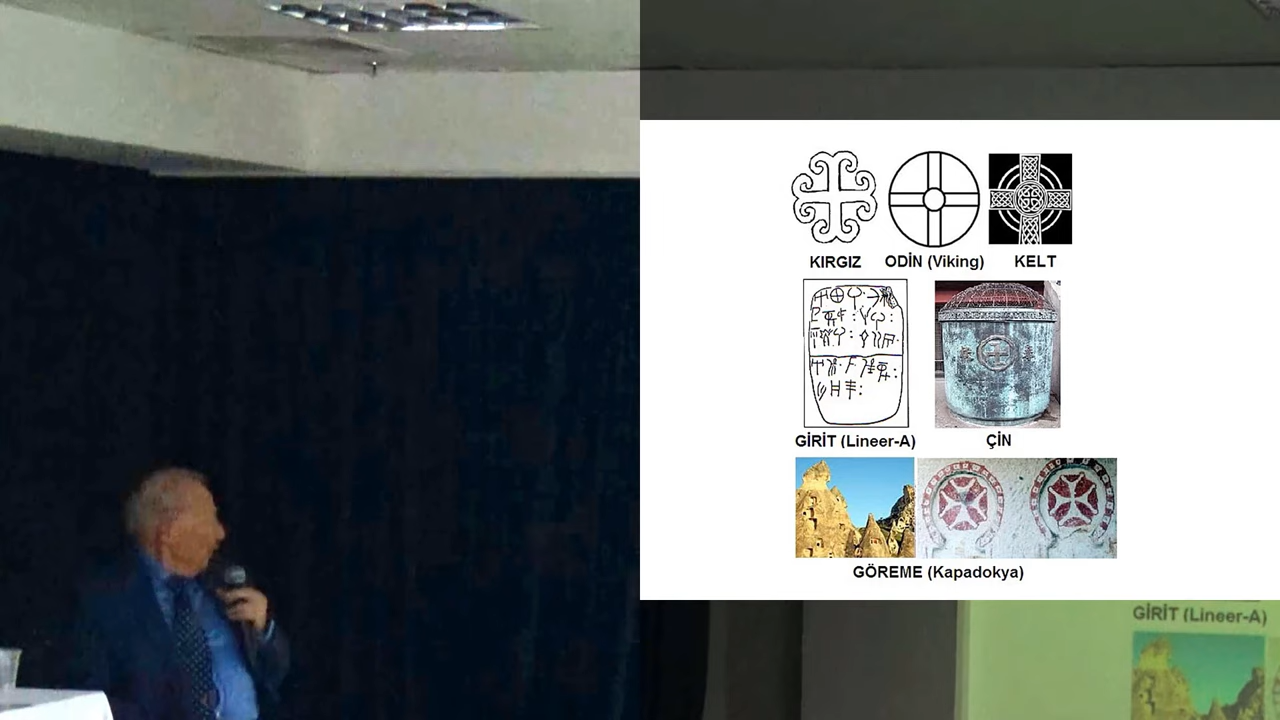 KIRGIZ
ODİN (Viking)
KELT
GİRİT (Lineer-A)
ÇİN
GÖREME (Kapadokya)
GİRİT (Lineer-A)